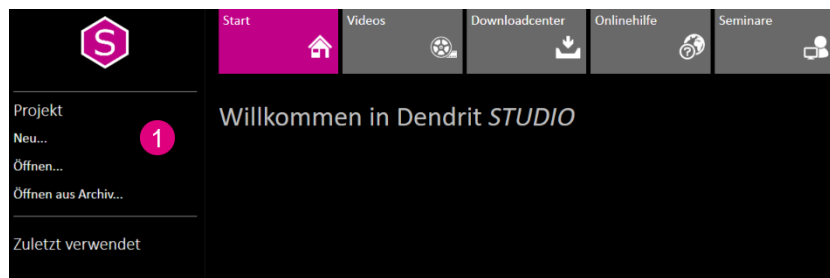 S
Start
Videos
Downloadcenter
Onlinehilfe
Seminare
Projekt
Neu...
1
Öffnen...
Öffnen aus Archiv...
Zuletzt verwendet
Willkommen in Dendrit STUDIO